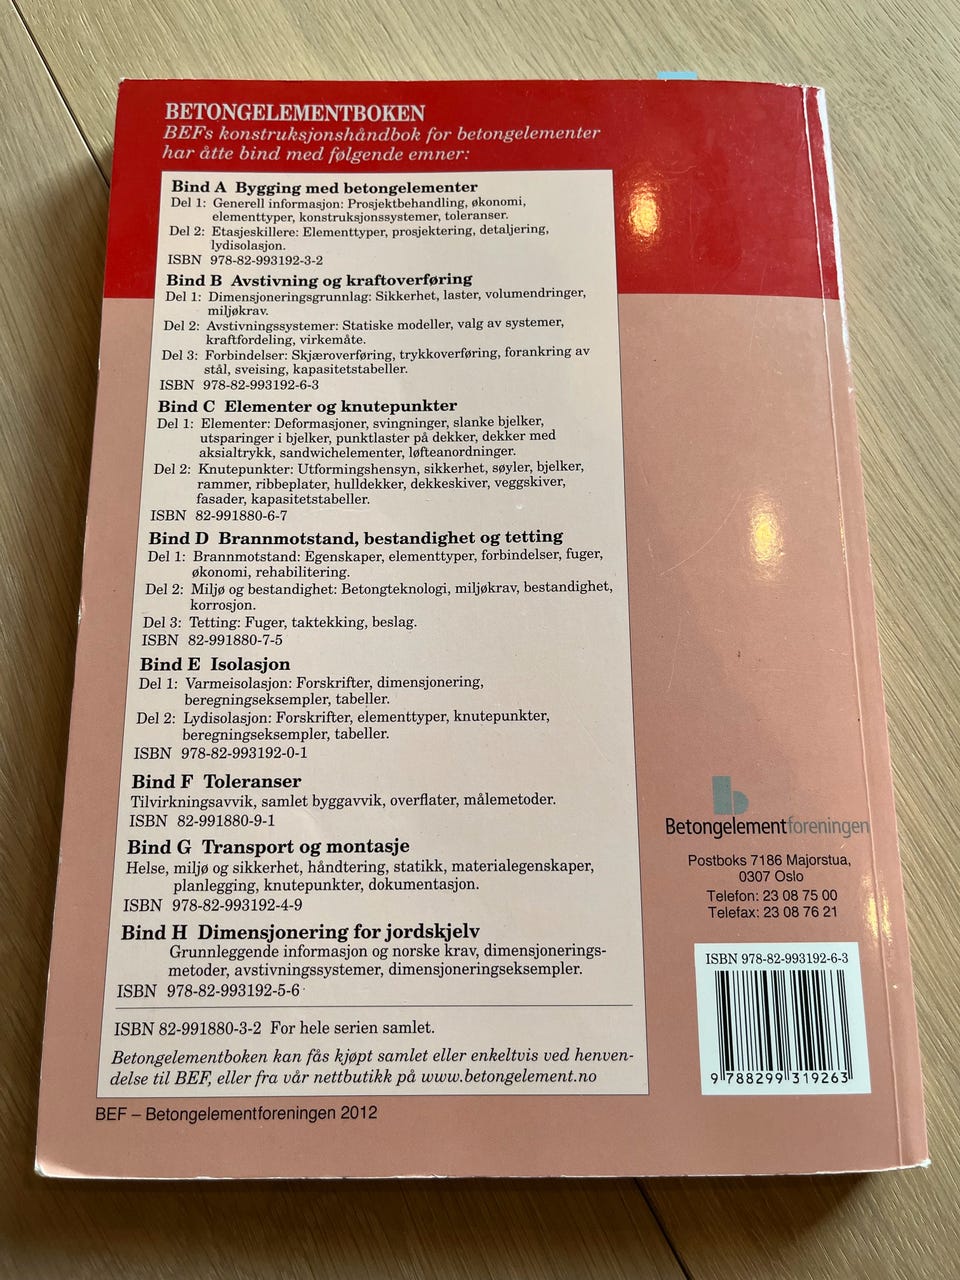 BETONGELEMENTBOKEN
BEFs konstruksjonshåndbok for betongelementer
har åtte bind med følgende emner:
Bind A Bygging med betongelementer
Del 1: Generell informasjon: Prosjektbehandling, økonomi,
elementtyper, konstruksjonssystemer, toleranser.
Del 2: Etasjeskillere: Elementtyper, prosjektering, detaljering,
lydisolasjon.
ISBN 978-82-993192-3-2
Bind B Avstivning og kraftoverføring
Del 1: Dimensjoneringsgrunnlag: Sikkerhet, laster, volumendringer,
miljøkrav.
Del 2: Avstivningssystemer: Statiske modeller, valg av systemer,
kraftfordeling, virkemåte.
Del 3: Forbindelser: Skjæroverføring, trykkoverføring, forankring av
stål, sveising, kapasitetstabeller.
ISBN 978-82-993192-6-3
Bind C Elementer og knutepunkter
Del 1: Elementer: Deformasjoner, svingninger, slanke bjelker,
utsparinger i bjelker, punktlaster på dekker, dekker med
aksialtrykk, sandwichelementer, løfteanordninger.
Del 2: Knutepunkter: Utformingshensyn, sikkerhet, søyler, bjelker,
rammer, ribbeplater, hulldekker, dekkeskiver, veggskiver,
fasader, kapasitetstabeller.
ISBN 82-991880-6-7
Bind D Brannmotstand, bestandighet og tetting
Del 1: Brannmotstand: Egenskaper, elementtyper, forbindelser, fuger,
økonomi, rehabilitering.
Del 2: Miljø og bestandighet: Betongteknologi, miljøkrav, bestandighet,
korrosjon.
Del 3: Tetting: Fuger, taktekking, beslag.
ISBN 82-991880-7-5
Bind E Isolasjon
Del 1: Varmeisolasjon: Forskrifter, dimensjonering,
beregningseksempler, tabeller.
Del 2: Lydisolasjon: Forskrifter, elementtyper, knutepunkter,
beregningseksempler, tabeller.
ISBN 978-82-993192-0-1
Bind F Toleranser
Tilvirkningsavvik, samlet byggavvik, overflater, målemetoder.
ISBN 82-991880-9-1
Bind G Transport og montasje
Helse, miljø og sikkerhet, håndtering, statikk, materialegenskaper,
planlegging, knutepunkter, dokumentasjon.
ISBN 978-82-993192-4-9
Bind H Dimensjonering for jordskjelv
Grunnleggende informasjon og norske krav, dimensjonerings-
metoder, avstivningssystemer, dimensjoneringseksempler.
ISBN 978-82-993192-5-6
ISBN 82-991880-3-2 For hele serien samlet.
Betongelementboken kan fås kjøpt samlet eller enkeltvis ved henven-
delse til BEF, eller fra vår nettbutikk på www.betongelement.no
BEF – Betongelementforeningen 2012
Betongelementforeningen
Postboks 7186 Majorstua,
0307 Oslo
Telefon: 23 08 75 00
Telefax: 23 08 76 21
ISBN 978-82-993192-6-3
9 788299 319263